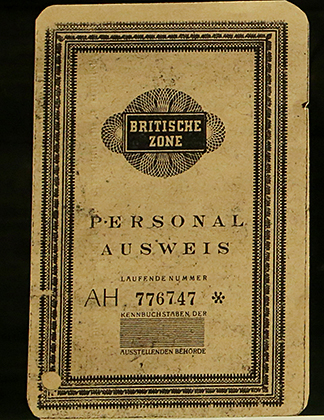 BRITISCHE
ZONE
PERSONAL
AUSWEIS
LAUFENDE NUMMER
AH 776747 *
KENNBUCHSTABEN DER
AUSSTELLENDEN BEHÖRDE